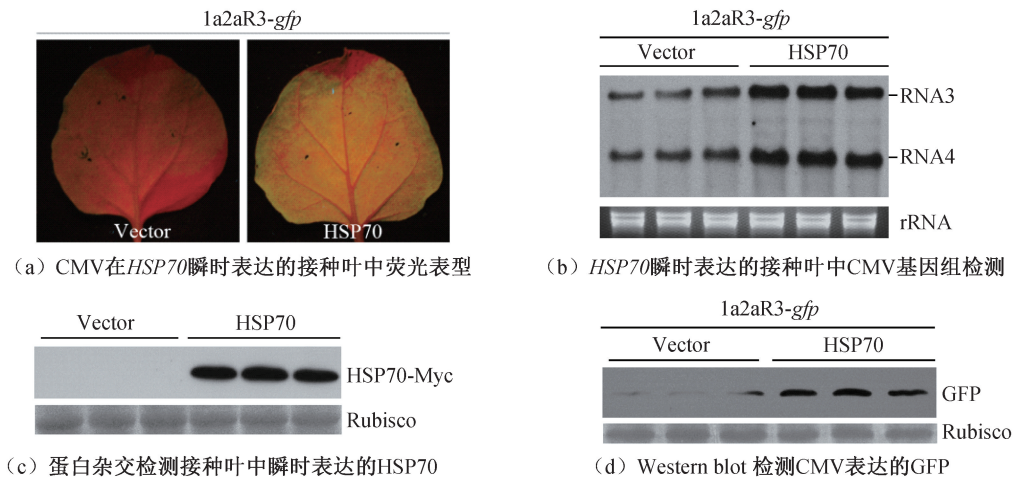 1a2aR3-gfp
Vector
HSP70
(a)CMV在HSP70瞬时表达的接种叶中荧光表型
1a2aR3-gfp
Vector HSP70
RNA3
RNA4
rRNA
(b)HSP70瞬时表达的接种叶中CMV基因组检测
Vector HSP70
HSP70-Myc
Rubisco
(c)蛋白杂交检测接种叶中瞬时表达的HSP70
1a2aR3-gfp
Vector HSP70
GFP
Rubisco
(d)Western blot 检测CMV表达的GFP